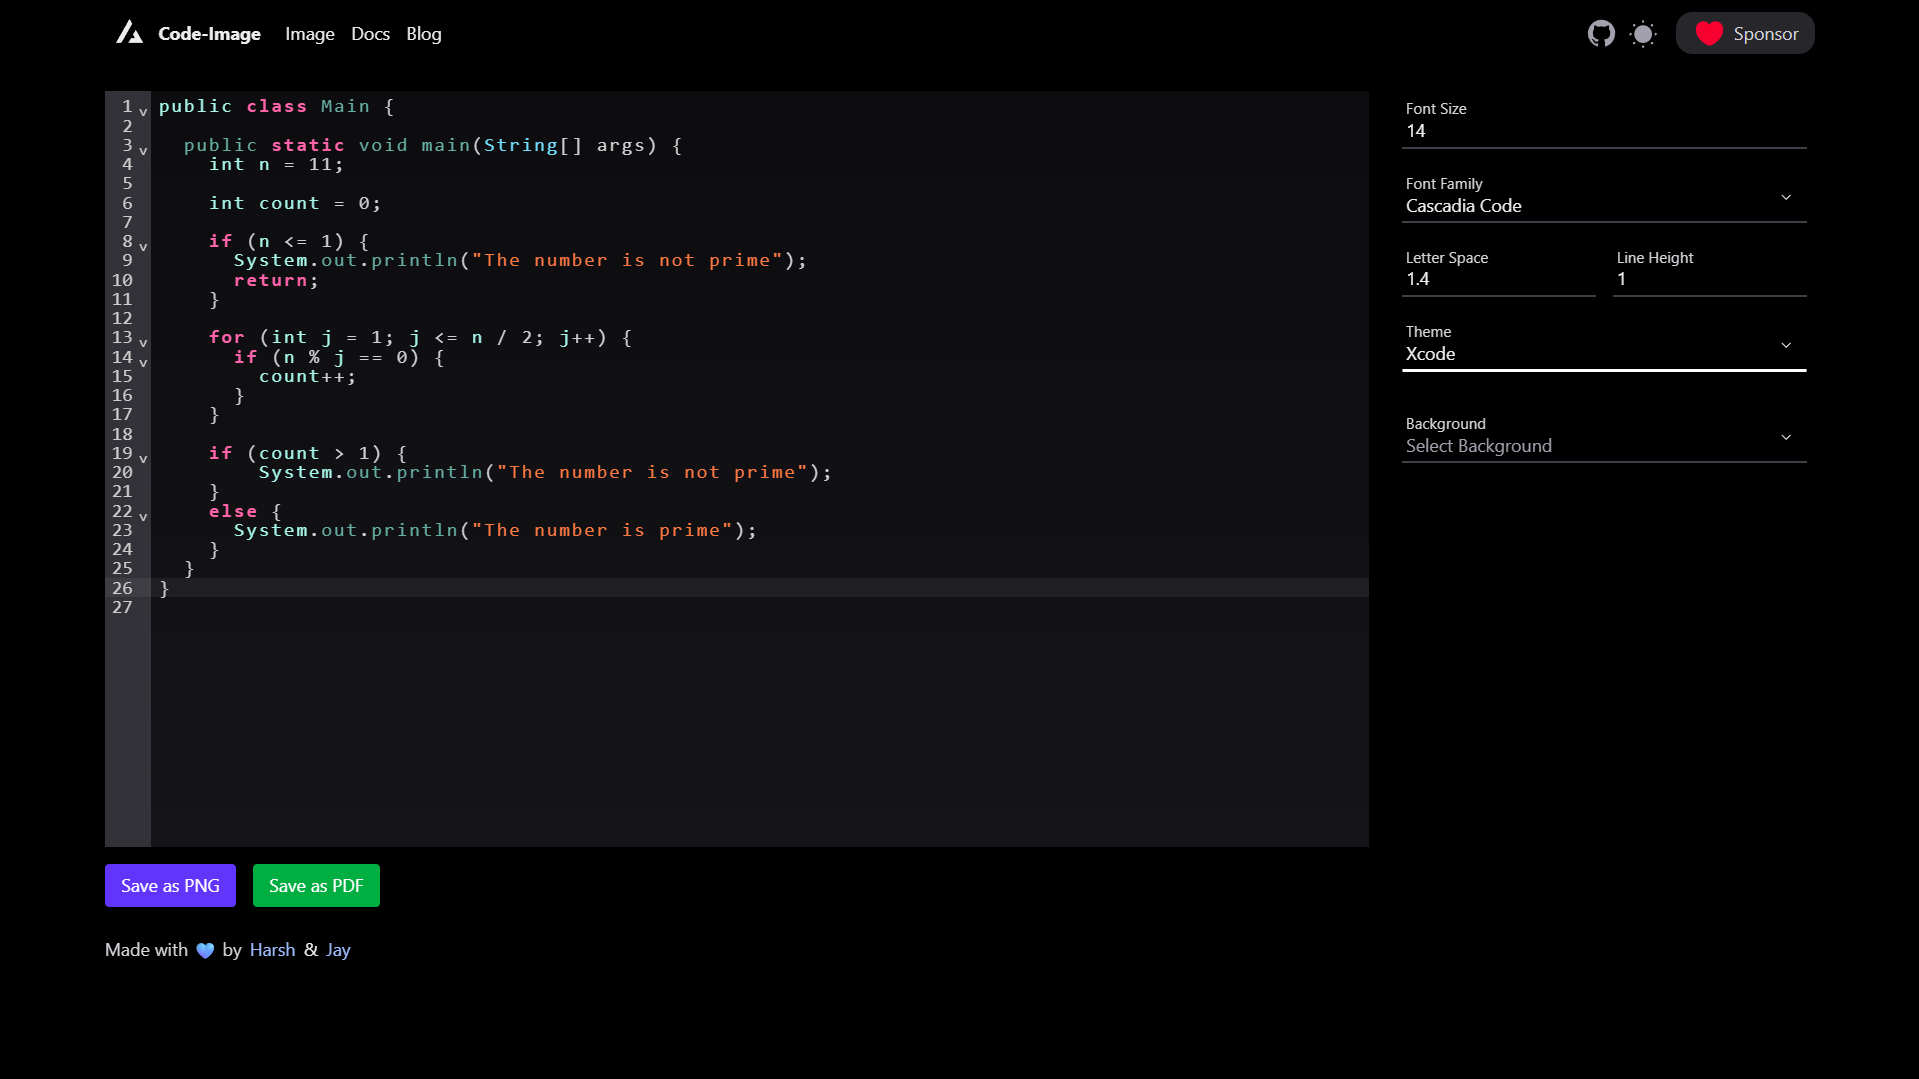 Code-Image Image Docs Blog Sponsor
1 public class Main {
2
3   public static void main(String[] args) {
4     int n = 11;
5
6     int count = 0;
7
8     if (n <= 1) {
9       System.out.println("The number is not prime");
10       return;
11     }
12
13     for (int j = 1; j <= n / 2; j++) {
14       if (n % j == 0) {
15         count++;
16       }
17     }
18
19     if (count > 1) {
20         System.out.println("The number is not prime");
21     }
22     else {
23       System.out.println("The number is prime");
24     }
25   }
26 }
27
Font Size
14
Font Family
Cascadia Code
Letter Space Line Height
1.4 1
Theme
Xcode
Background
Select Background
Save as PNG Save as PDF
Made with 💙 by Harsh & Jay